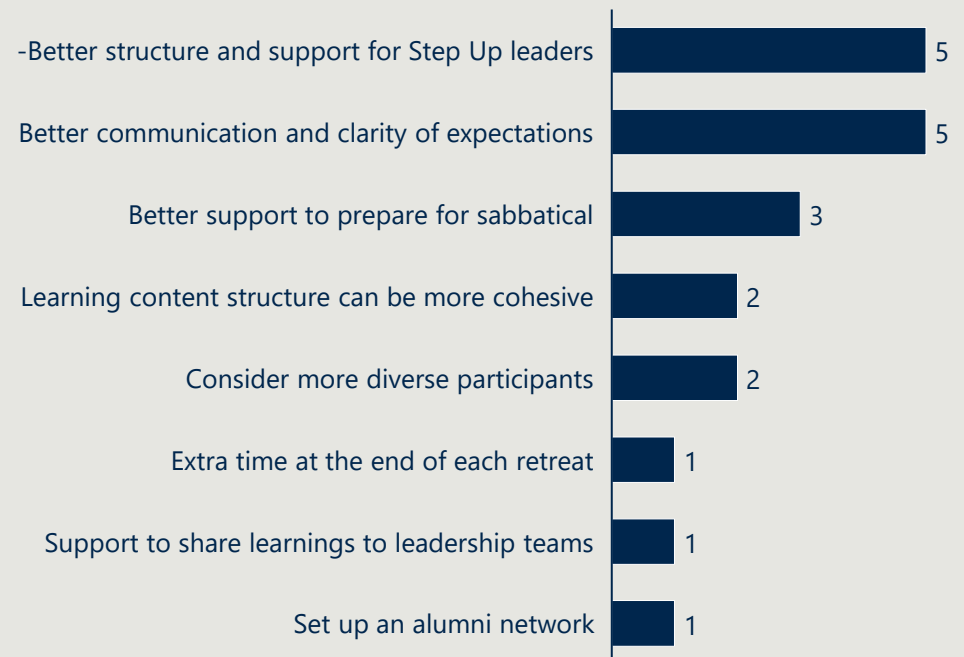 -Better structure and support for Step Up leaders 5
Better communication and clarity of expectations 5
Better support to prepare for sabbatical 3
Learning content structure can be more cohesive 2
Consider more diverse participants 2
Extra time at the end of each retreat 1
Support to share learnings to leadership teams 1
Set up an alumni network 1